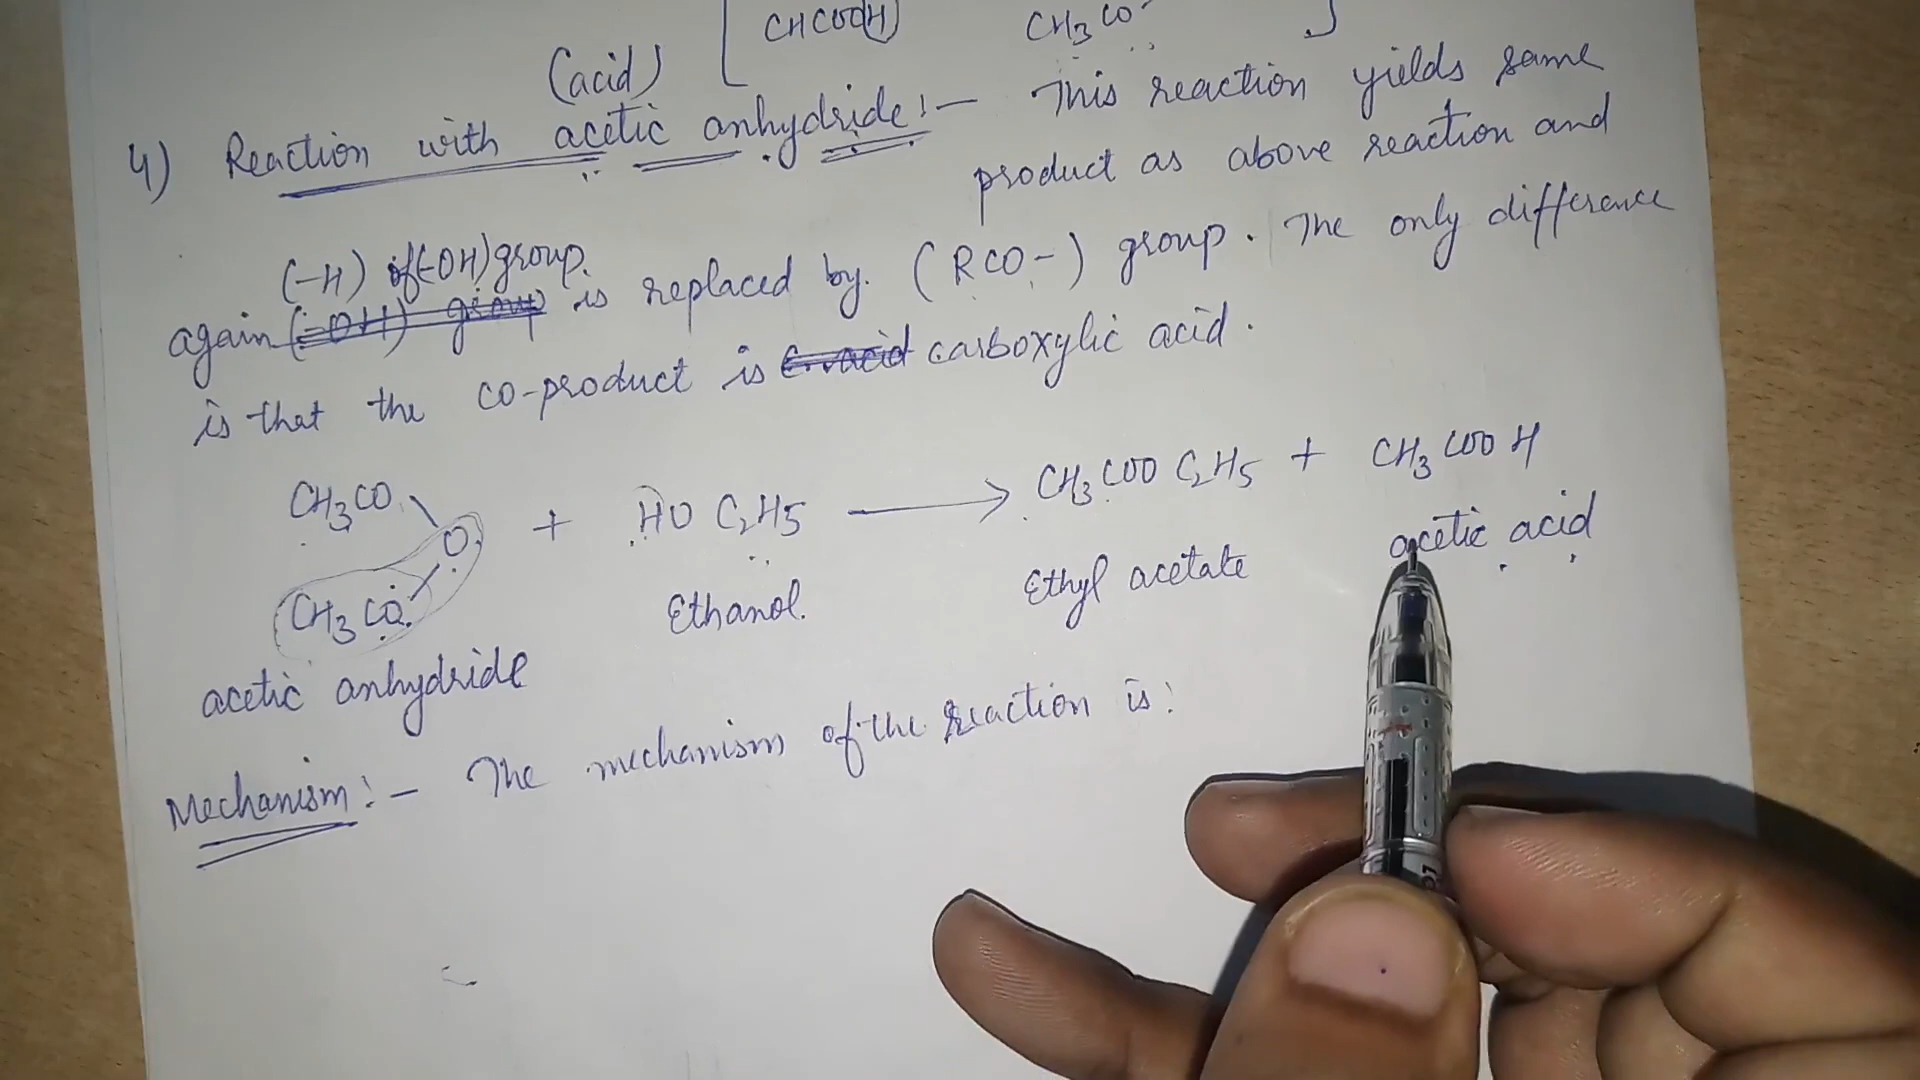 CHCOOH) CH3CO
(acid)
4) Reaction with acetic anhydride:- This reaction yields same
product as above reaction and
(-H) of(-OH)group.
again (-OH) group is replaced by (RCO-) group. The only difference
is that the co-product is acid carboxylic acid.
CH3CO
O + HO C2H5 → CH3COO C2H5 + CH3COOH
CH3CO
acetic anhydride Ethanol. Ethyl acetate acetic acid
Mechanism:- The mechanism of the reaction is: